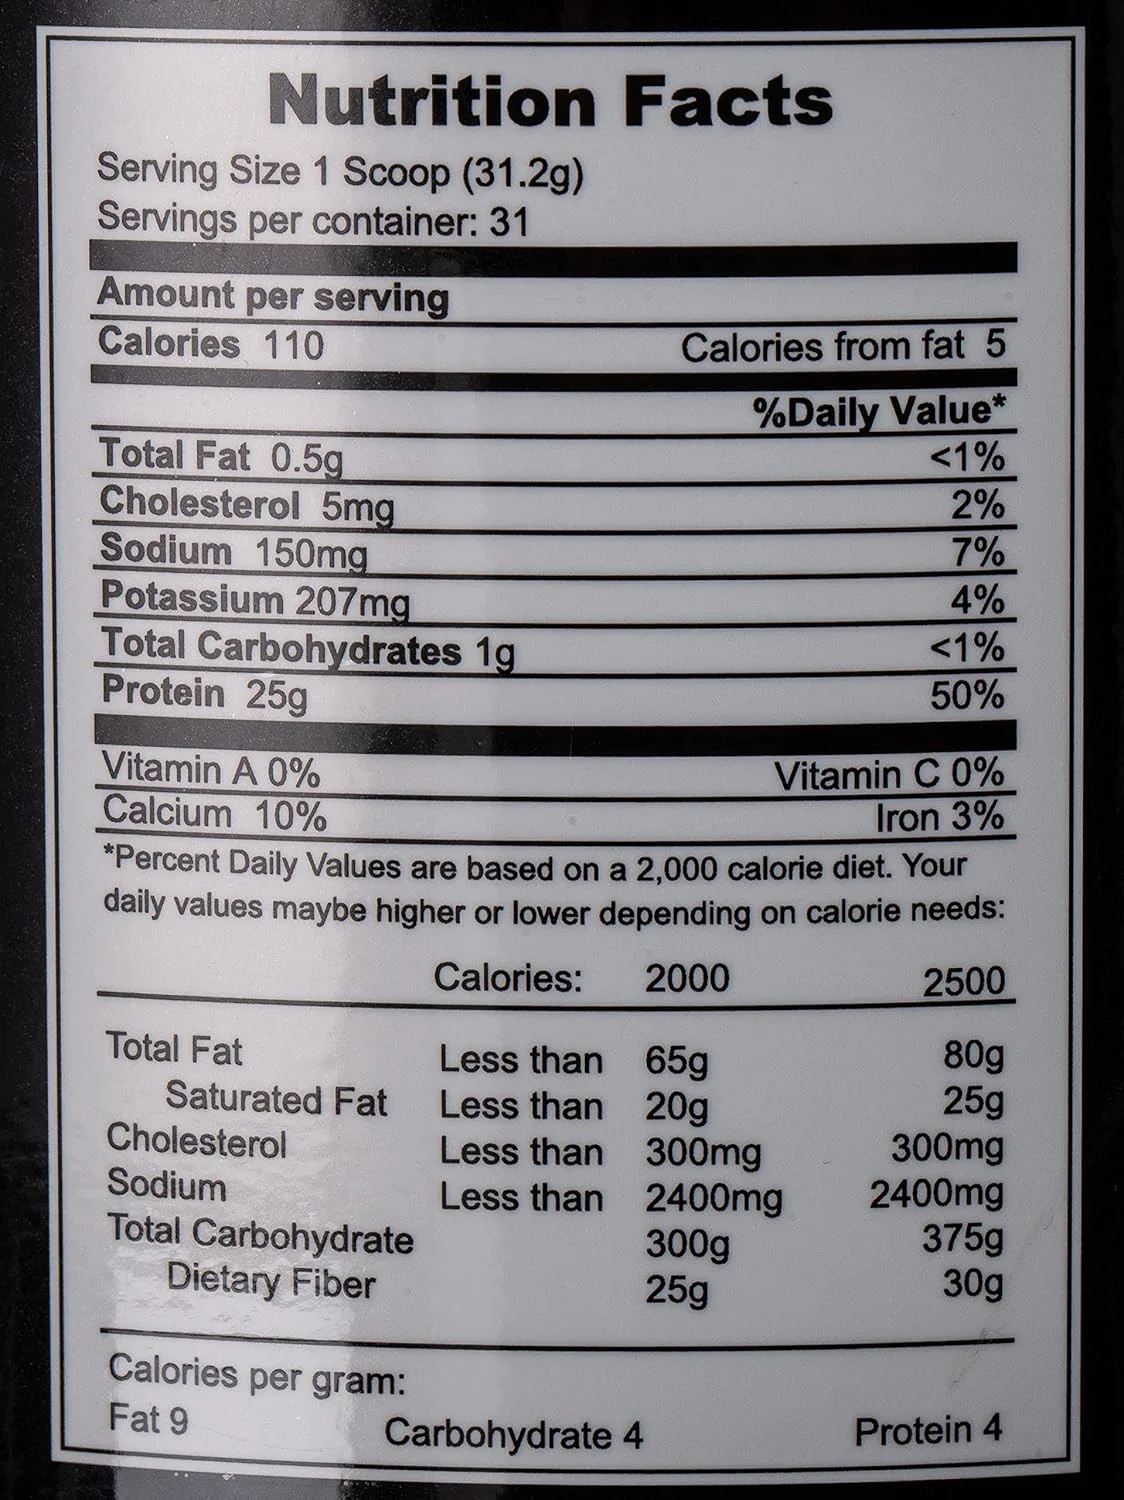 Nutrition Facts
Serving Size 1 Scoop (31.2g)
Servings per container: 31
Amount per serving
Calories 110 Calories from fat 5
%Daily Value*
Total Fat 0.5g <1%
Cholesterol 5mg 2%
Sodium 150mg 7%
Potassium 207mg 4%
Total Carbohydrates 1g <1%
Protein 25g 50%
Vitamin A 0% Vitamin C 0%
Calcium 10% Iron 3%
*Percent Daily Values are based on a 2,000 calorie diet. Your
daily values maybe higher or lower depending on calorie needs:
Calories: 2000 2500
Total Fat Less than 65g 80g
Saturated Fat Less than 20g 25g
Cholesterol Less than 300mg 300mg
Sodium Less than 2400mg 2400mg
Total Carbohydrate 300g 375g
Dietary Fiber 25g 30g
Calories per gram:
Fat 9 Carbohydrate 4 Protein 4